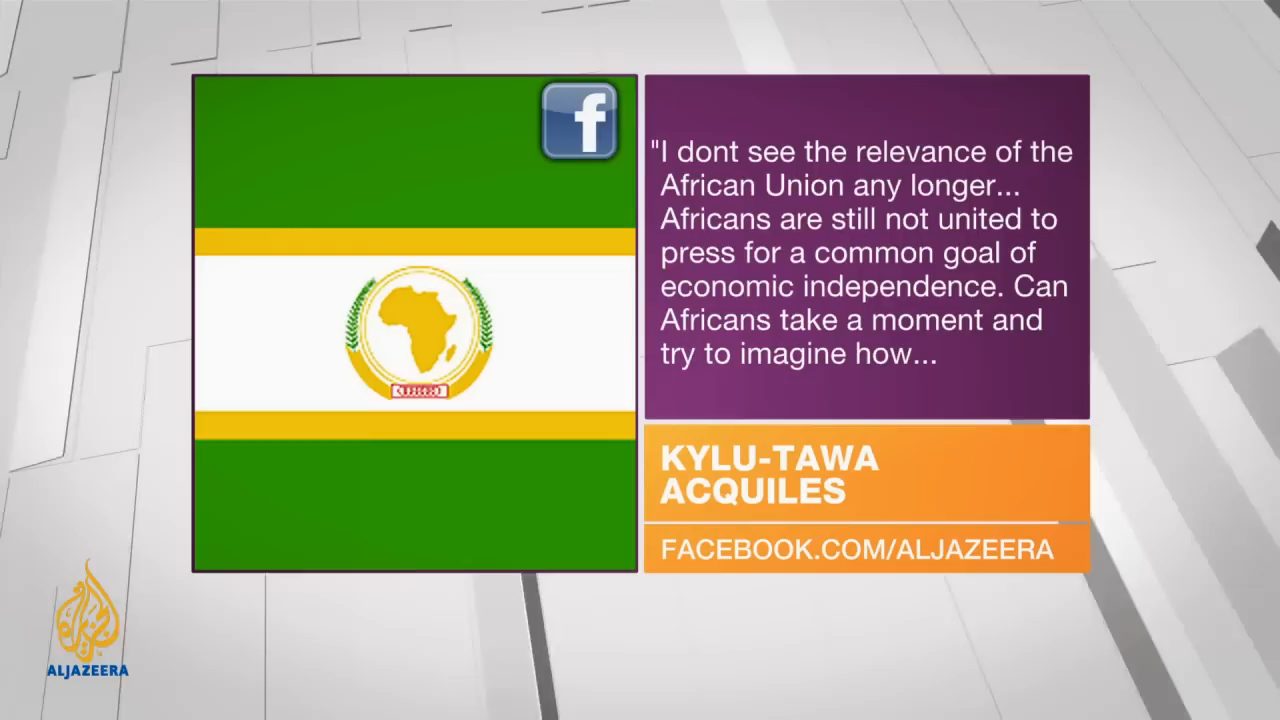 f
"I dont see the relevance of the
African Union any longer...
Africans are still not united to
press for a common goal of
economic independence. Can
Africans take a moment and
try to imagine how...
KYLU-TAWA
ACQUILES
FACEBOOK.COM/ALJAZEERA
الجزيرة
ALJAZEERA